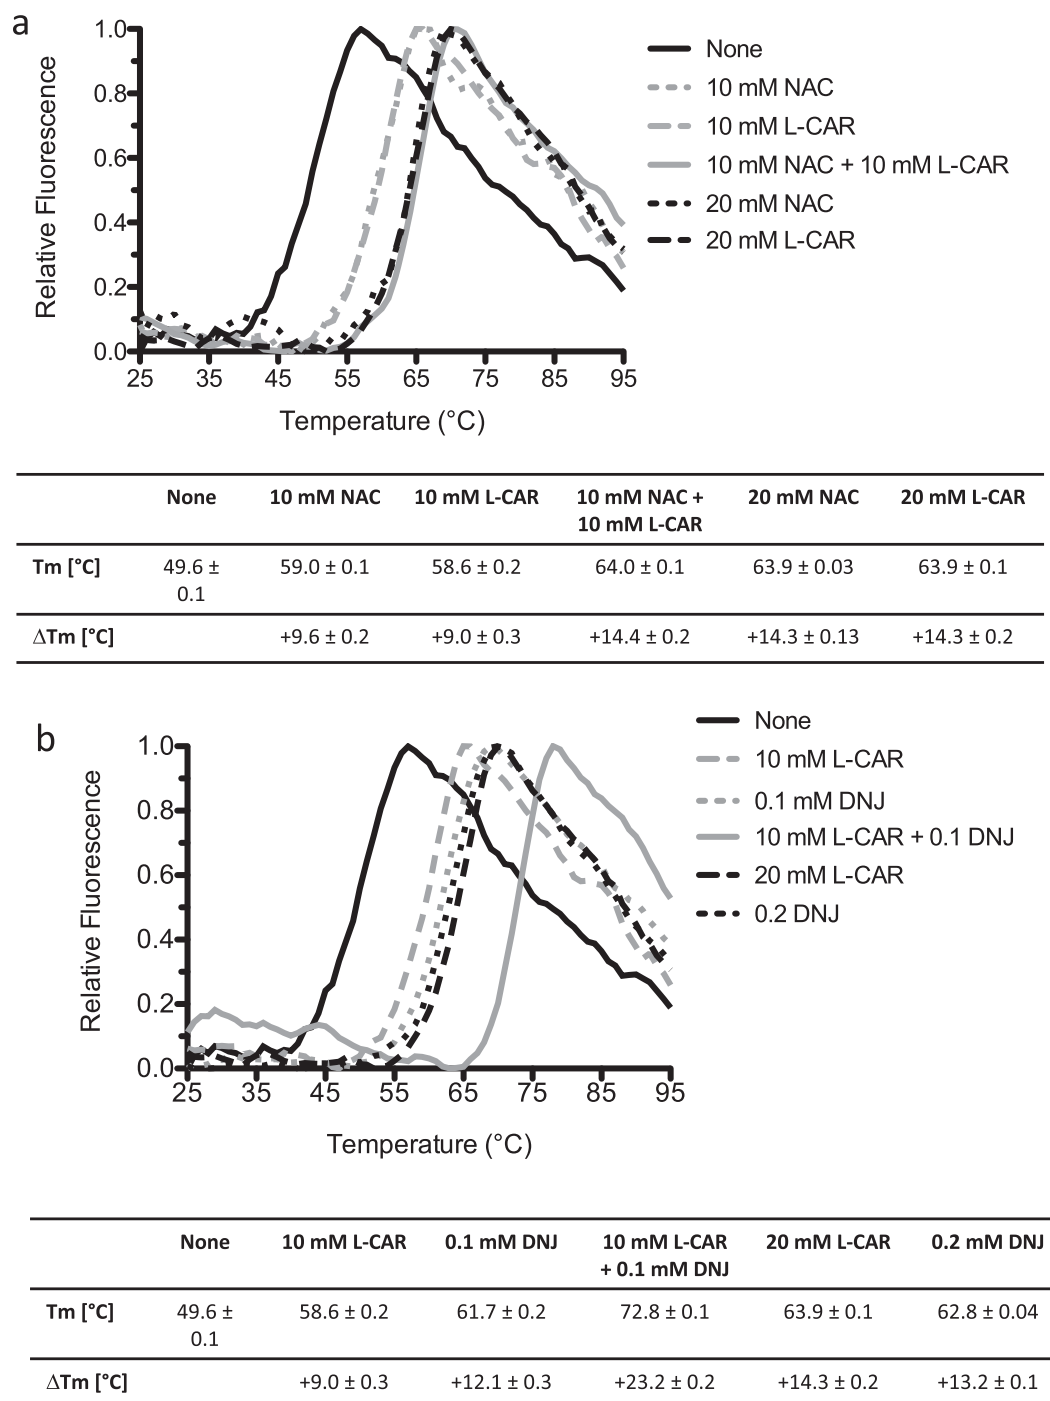 a
1.0
0.8
0.6
0.4
0.2
0.0
Relative Fluorescence
25 35 45 55 65 75 85 95
Temperature (°C)
None
10 mM NAC
10 mM L-CAR
10 mM NAC + 10 mM L-CAR
20 mM NAC
20 mM L-CAR
None 10 mM NAC 10 mM L-CAR 10 mM NAC + 20 mM NAC 20 mM L-CAR
10 mM L-CAR
Tm [°C] 49.6 ± 59.0 ± 0.1 58.6 ± 0.2 64.0 ± 0.1 63.9 ± 0.03 63.9 ± 0.1
0.1
ΔTm [°C] +9.6 ± 0.2 +9.0 ± 0.3 +14.4 ± 0.2 +14.3 ± 0.13 +14.3 ± 0.2
b
1.0
0.8
0.6
0.4
0.2
0.0
Relative Fluorescence
25 35 45 55 65 75 85 95
Temperature (°C)
None
10 mM L-CAR
0.1 mM DNJ
10 mM L-CAR + 0.1 DNJ
20 mM L-CAR
0.2 DNJ
None 10 mM L-CAR 0.1 mM DNJ 10 mM L-CAR 20 mM L-CAR 0.2 mM DNJ
+ 0.1 mM DNJ
Tm [°C] 49.6 ± 58.6 ± 0.2 61.7 ± 0.2 72.8 ± 0.1 63.9 ± 0.1 62.8 ± 0.04
0.1
ΔTm [°C] +9.0 ± 0.3 +12.1 ± 0.3 +23.2 ± 0.2 +14.3 ± 0.2 +13.2 ± 0.1